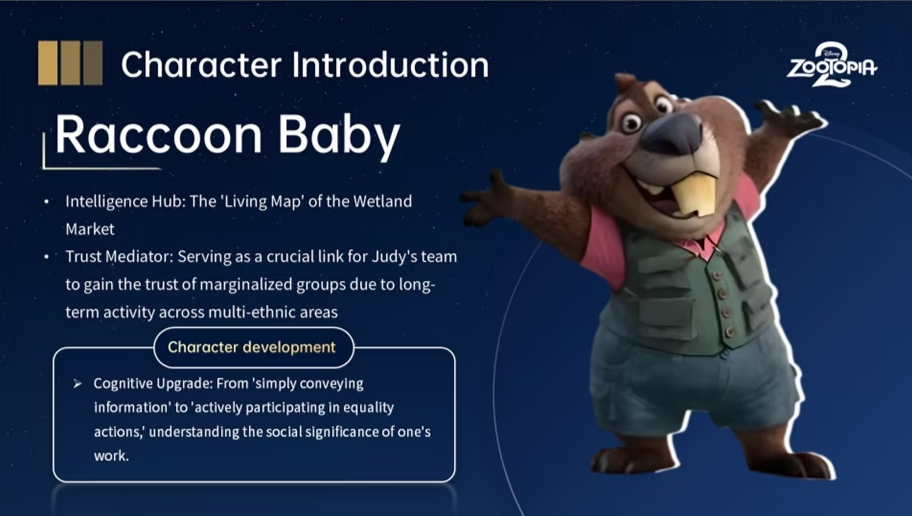 Character Introduction
Disney
ZOOTOPIA
2
Raccoon Baby
• Intelligence Hub: The 'Living Map' of the Wetland
Market
• Trust Mediator: Serving as a crucial link for Judy's team
to gain the trust of marginalized groups due to long-
term activity across multi-ethnic areas
Character development
➢ Cognitive Upgrade: From 'simply conveying
information' to 'actively participating in equality
actions,' understanding the social significance of one's
work.